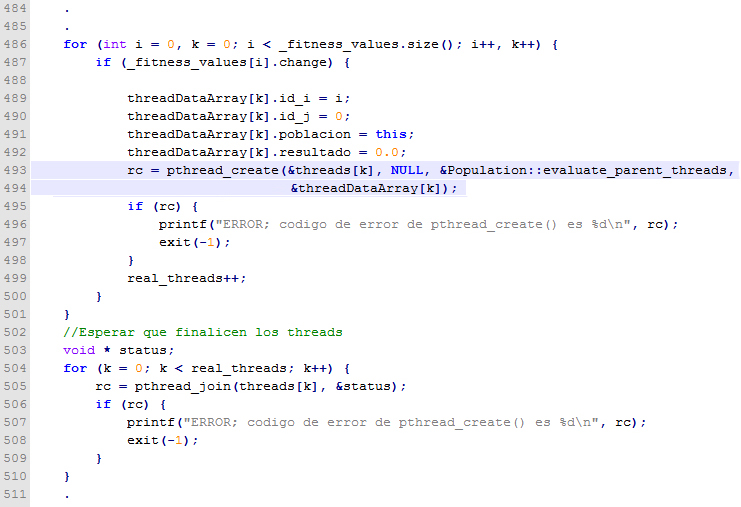 484 .
485 .
486 for (int i = 0, k = 0; i < _fitness_values.size(); i++, k++) {
487 if (_fitness_values[i].change) {
488
489 threadDataArray[k].id_i = i;
490 threadDataArray[k].id_j = 0;
491 threadDataArray[k].poblacion = this;
492 threadDataArray[k].resultado = 0.0;
493 rc = pthread_create(&threads[k], NULL, &Population::evaluate_parent_threads,
494 &threadDataArray[k]);
495 if (rc) {
496 printf("ERROR; codigo de error de pthread_create() es %d\n", rc);
497 exit(-1);
498 }
499 real_threads++;
500 }
501 }
502 //Esperar que finalicen los threads
503 void * status;
504 for (k = 0; k < real_threads; k++) {
505 rc = pthread_join(threads[k], &status);
506 if (rc) {
507 printf("ERROR; codigo de error de pthread_create() es %d\n", rc);
508 exit(-1);
509 }
510 }
511 .